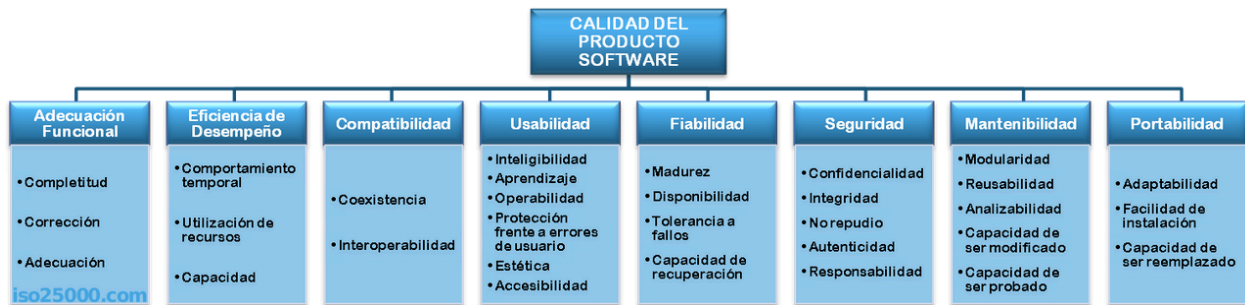 CALIDAD DEL
PRODUCTO
SOFTWARE
Adecuación
Funcional
• Completitud
• Corrección
• Adecuación
Eficiencia de
Desempeño
• Comportamiento
temporal
• Utilización de
recursos
• Capacidad
Compatibilidad
• Coexistencia
• Interoperabilidad
Usabilidad
• Inteligibilidad
• Aprendizaje
• Operabilidad
• Protección
frente a errores
de usuario
• Estética
• Accesibilidad
Fiabilidad
• Madurez
• Disponibilidad
• Tolerancia a
fallos
• Capacidad de
recuperación
Seguridad
• Confidencialidad
• Integridad
• No repudio
• Autenticidad
• Responsabilidad
Mantenibilidad
• Modularidad
• Reusabilidad
• Analizabilidad
• Capacidad de
ser modificado
• Capacidad de
ser probado
Portabilidad
• Adaptabilidad
• Facilidad de
instalación
• Capacidad de
ser reemplazado
iso25000.com